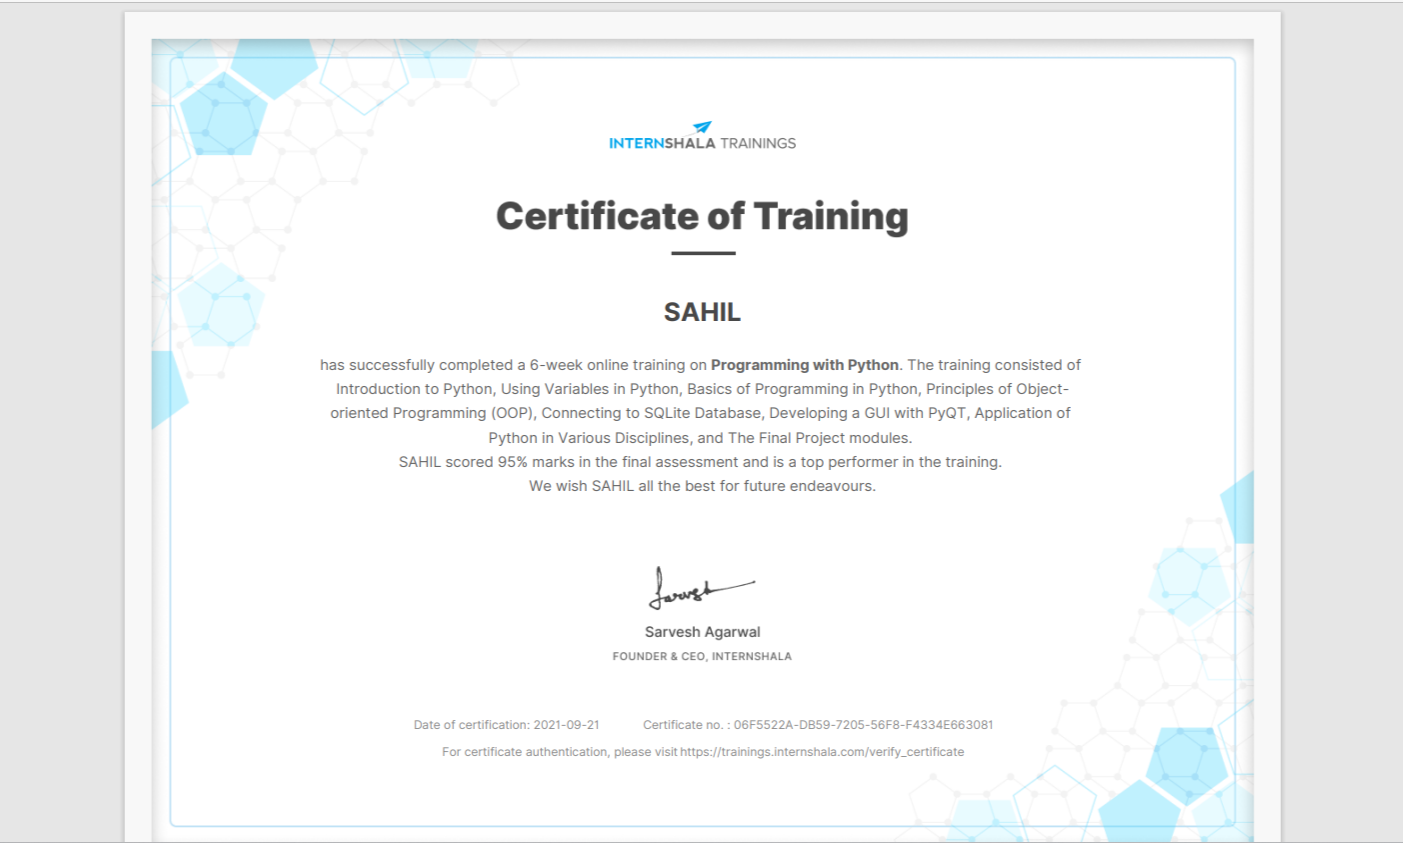 INTERNSHALA TRAININGS
Certificate of Training
SAHIL
has successfully completed a 6-week online training on Programming with Python. The training consisted of
Introduction to Python, Using Variables in Python, Basics of Programming in Python, Principles of Object-
oriented Programming (OOP), Connecting to SQLite Database, Developing a GUI with PyQT, Application of
Python in Various Disciplines, and The Final Project modules.
SAHIL scored 95% marks in the final assessment and is a top performer in the training.
We wish SAHIL all the best for future endeavours.
Sarvesh
Sarvesh Agarwal
FOUNDER & CEO, INTERNSHALA
Date of certification: 2021-09-21 Certificate no. : 06F5522A-DB59-7205-56F8-F4334E663081
For certificate authentication, please visit https://trainings.internshala.com/verify_certificate